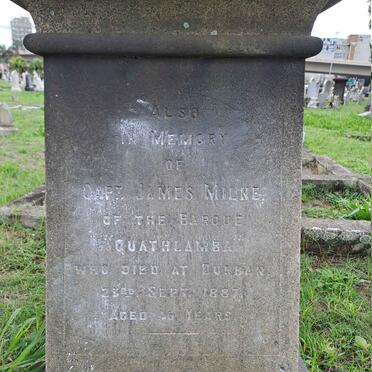 ALSO
IN MEMORY
OF
CAPT. JAMES MILNE,
OF THE BARQUE
"QUATHLAMBA"
WHO DIED AT DURBAN,
23RD SEPT. 1887,
AGED YEARS